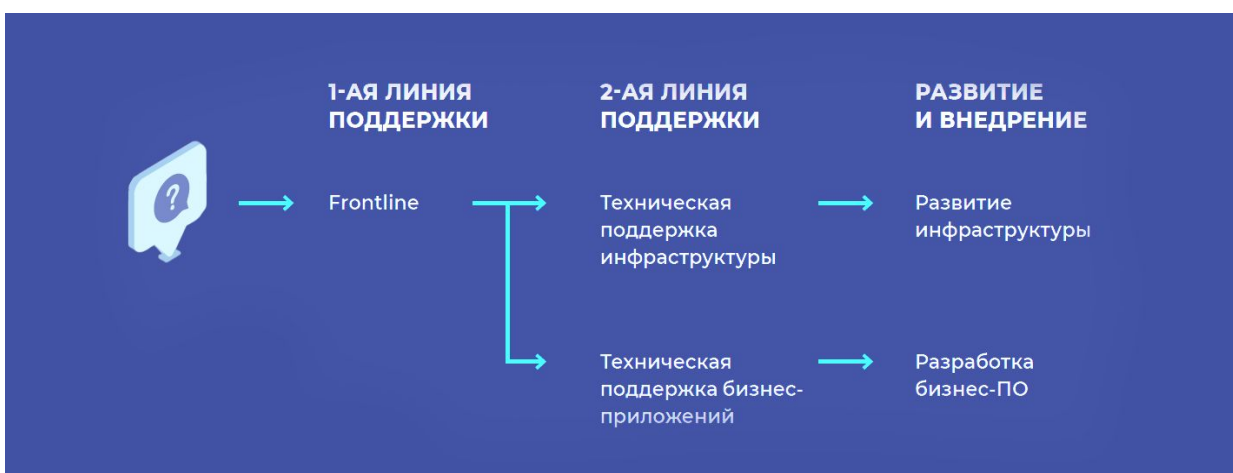 1-АЯ ЛИНИЯ
ПОДДЕРЖКИ
2-АЯ ЛИНИЯ
ПОДДЕРЖКИ
РАЗВИТИЕ
И ВНЕДРЕНИЕ
?
Frontline
Техническая
поддержка
инфраструктуры
Развитие
инфраструктуры
Техническая
поддержка бизнес-
приложений
Разработка
бизнес-ПО